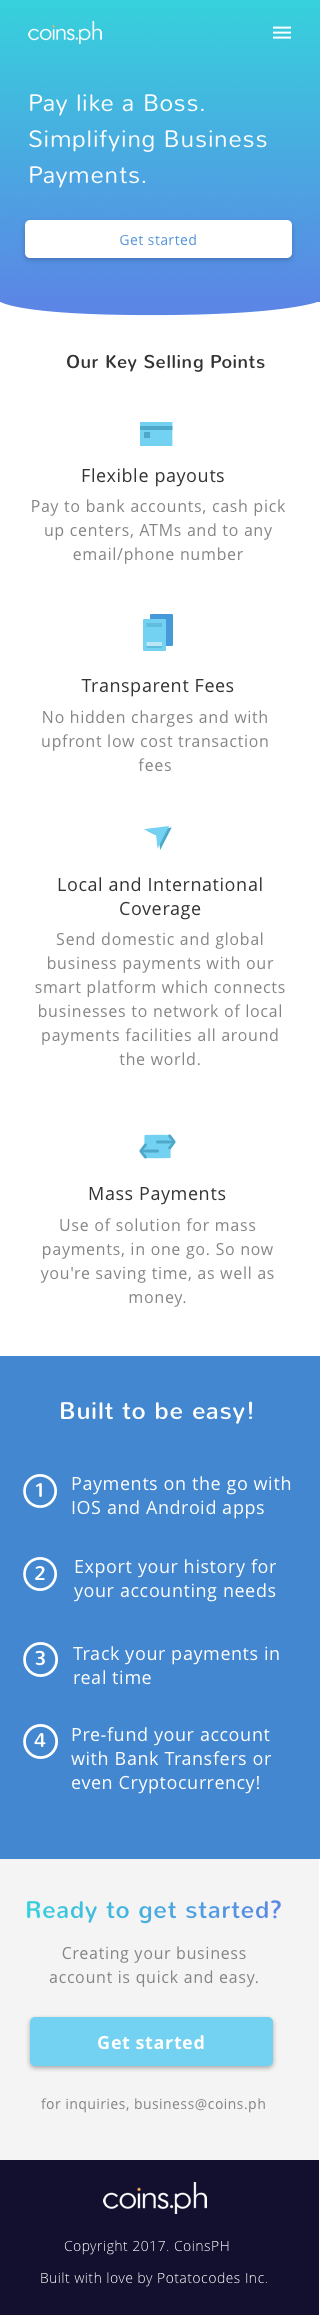 coins.ph
Pay like a Boss.
Simplifying Business
Payments.
Get started
Our Key Selling Points
Flexible payouts
Pay to bank accounts, cash pick
up centers, ATMs and to any
email/phone number
Transparent Fees
No hidden charges and with
upfront low cost transaction
fees
Local and International
Coverage
Send domestic and global
business payments with our
smart platform which connects
businesses to network of local
payments facilities all around
the world.
Mass Payments
Use of solution for mass
payments, in one go. So now
you're saving time, as well as
money.
Built to be easy!
1 Payments on the go with
IOS and Android apps
2 Export your history for
your accounting needs
3 Track your payments in
real time
4 Pre-fund your account
with Bank Transfers or
even Cryptocurrency!
Ready to get started?
Creating your business
account is quick and easy.
Get started
for inquiries, business@coins.ph
coins.ph
Copyright 2017. CoinsPH
Built with love by Potatocodes Inc.